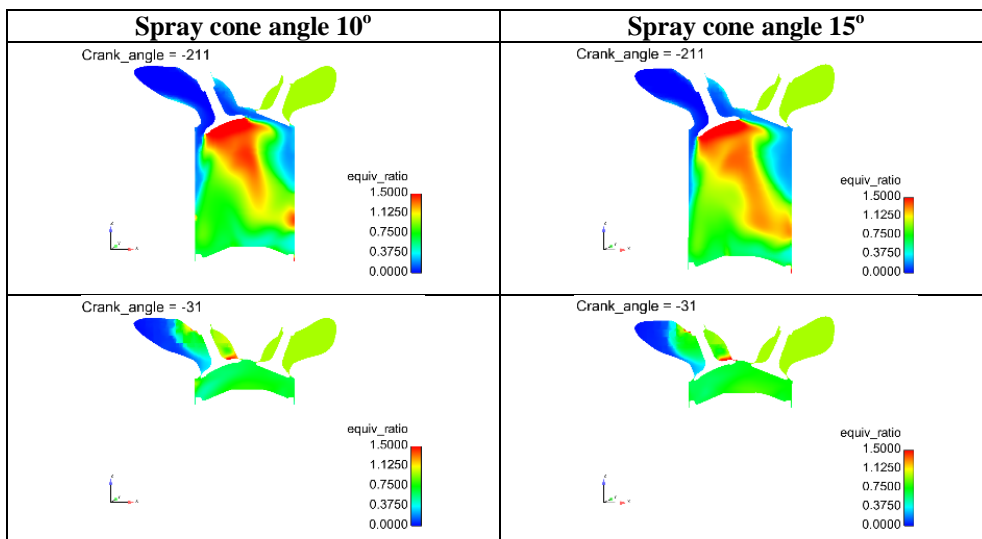 Spray cone angle 10º
Spray cone angle 15º
Crank_angle = -211
equiv_ratio
1.5000
1.1250
0.7500
0.3750
0.0000
Crank_angle = -211
equiv_ratio
1.5000
1.1250
0.7500
0.3750
0.0000
Crank_angle = -31
equiv_ratio
1.5000
1.1250
0.7500
0.3750
0.0000
Crank_angle = -31
equiv_ratio
1.5000
1.1250
0.7500
0.3750
0.0000